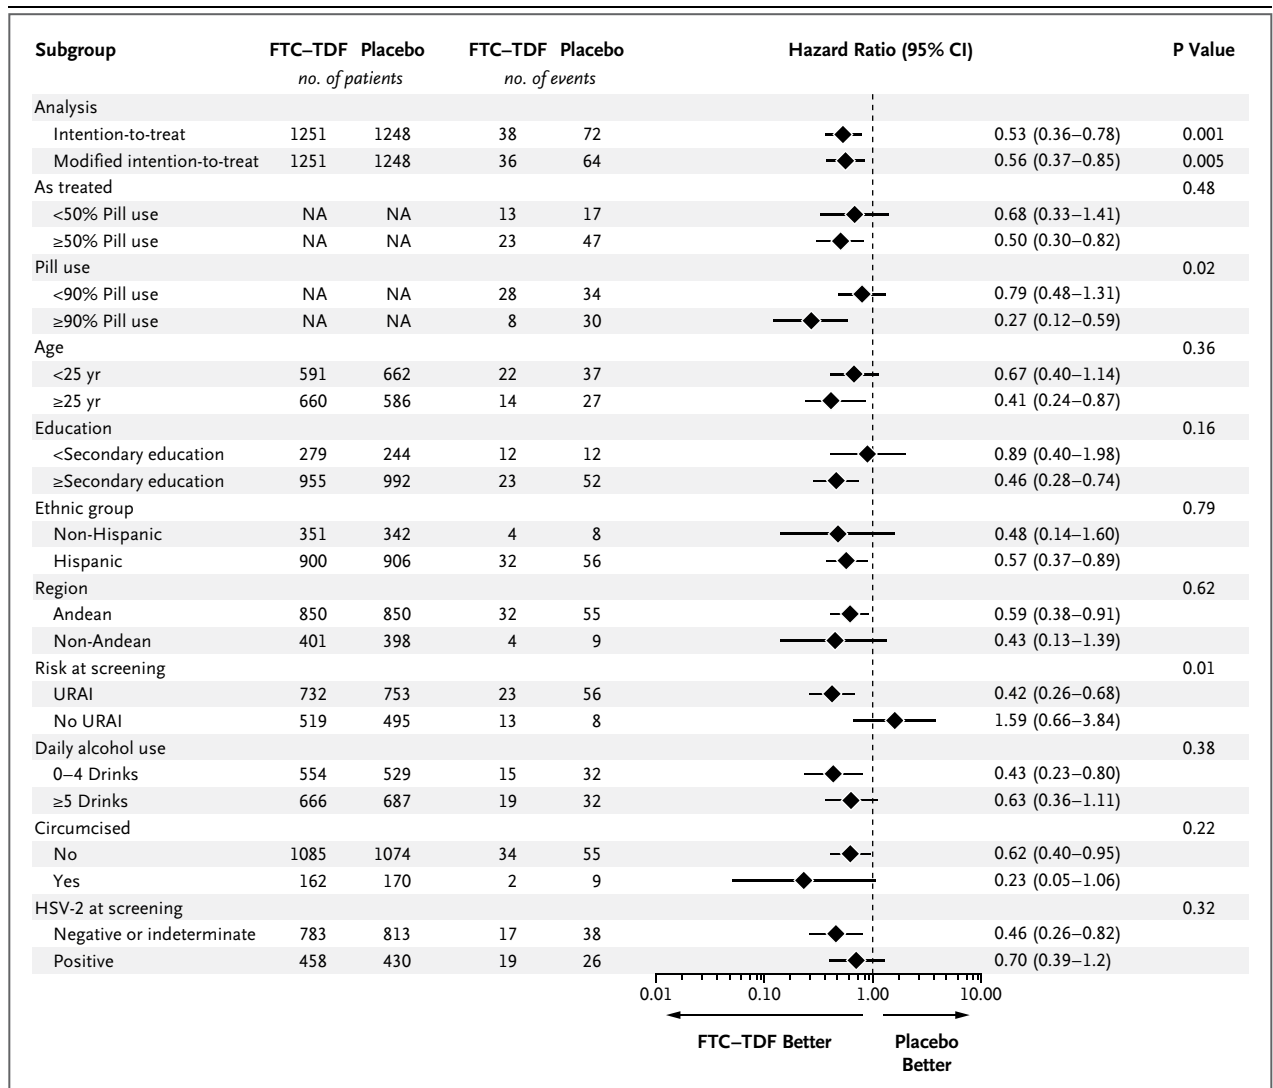 Subgroup FTC–TDF Placebo FTC–TDF Placebo Hazard Ratio (95% CI) P Value
no. of patients no. of events
Analysis
Intention-to-treat 1251 1248 38 72 0.53 (0.36–0.78) 0.001
Modified intention-to-treat 1251 1248 36 64 0.56 (0.37–0.85) 0.005
As treated 0.48
<50% Pill use NA NA 13 17 0.68 (0.33–1.41)
≥50% Pill use NA NA 23 47 0.50 (0.30–0.82)
Pill use 0.02
<90% Pill use NA NA 28 34 0.79 (0.48–1.31)
≥90% Pill use NA NA 8 30 0.27 (0.12–0.59)
Age 0.36
<25 yr 591 662 22 37 0.67 (0.40–1.14)
≥25 yr 660 586 14 27 0.41 (0.24–0.87)
Education 0.16
<Secondary education 279 244 12 12 0.89 (0.40–1.98)
≥Secondary education 955 992 23 52 0.46 (0.28–0.74)
Ethnic group 0.79
Non-Hispanic 351 342 4 8 0.48 (0.14–1.60)
Hispanic 900 906 32 56 0.57 (0.37–0.89)
Region 0.62
Andean 850 850 32 55 0.59 (0.38–0.91)
Non-Andean 401 398 4 9 0.43 (0.13–1.39)
Risk at screening 0.01
URAI 732 753 23 56 0.42 (0.26–0.68)
No URAI 519 495 13 8 1.59 (0.66–3.84)
Daily alcohol use 0.38
0–4 Drinks 554 529 15 32 0.43 (0.23–0.80)
≥5 Drinks 666 687 19 32 0.63 (0.36–1.11)
Circumcised 0.22
No 1085 1074 34 55 0.62 (0.40–0.95)
Yes 162 170 2 9 0.23 (0.05–1.06)
HSV-2 at screening 0.32
Negative or indeterminate 783 813 17 38 0.46 (0.26–0.82)
Positive 458 430 19 26 0.70 (0.39–1.2)
0.01 0.10 1.00 10.00
FTC–TDF Better Placebo
Better